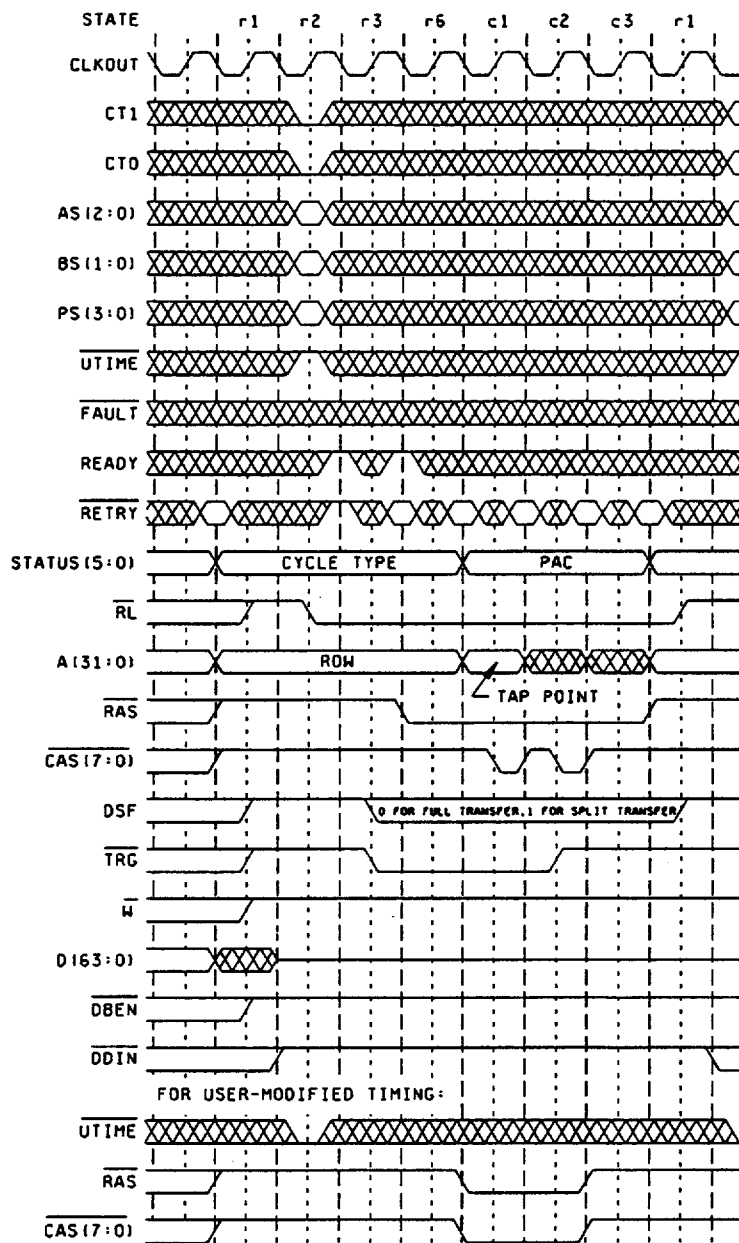 STATE r1 r2 r3 r6 c1 c2 c3 r1
CLKOUT
CT1
CT0
AS(2:0)
BS(1:0)
PS(3:0)
UTIME
FAULT
READY
RETRY
STATUS(5:0) CYCLE TYPE PAC
RL
A(31:0) ROW
TAP POINT
RAS
CAS(7:0)
DSF 0 FOR FULL TRANSFER,1 FOR SPLIT TRANSFER
TRG
W
D(63:0)
DBEN
DDIN
FOR USER-MODIFIED TIMING:
UTIME
RAS
CAS(7:0)